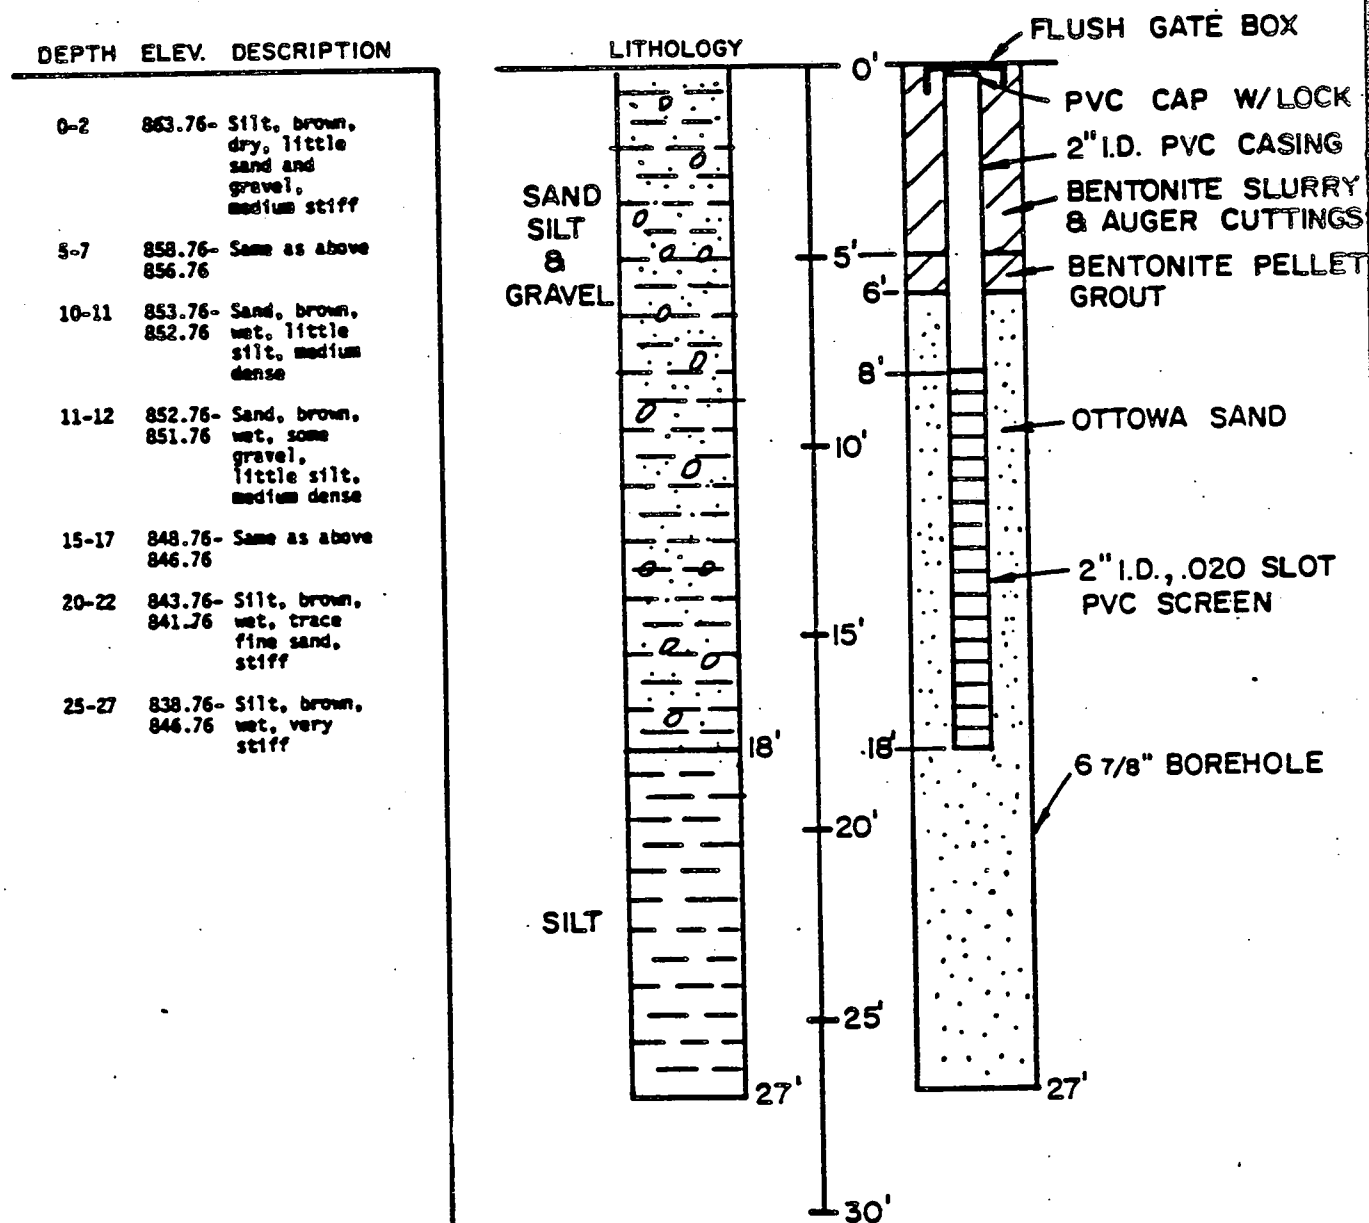 DEPTH ELEV. DESCRIPTION
0-2 863.76- Silt, brown,
dry, little
sand and
gravel,
medium stiff
5-7 858.76- Same as above
856.76
10-11 853.76- Sand, brown,
852.76 wet, little
silt, medium
dense
11-12 852.76- Sand, brown,
851.76 wet, some
gravel,
little silt,
medium dense
15-17 848.76- Same as above
846.76
20-22 843.76- Silt, brown,
841.76 wet, trace
fine sand,
stiff
25-27 838.76- Silt, brown,
846.76 wet, very
stiff
LITHOLOGY
SAND
SILT
&
GRAVEL
18'
SILT
27'
0'
5'
6'
8'
10'
15'
18'
20'
25'
27'
30'
FLUSH GATE BOX
PVC CAP W/LOCK
2" I.D. PVC CASING
BENTONITE SLURRY
& AUGER CUTTINGS
BENTONITE PELLET
GROUT
OTTOWA SAND
2" I.D., .020 SLOT
PVC SCREEN
6 7/8" BOREHOLE